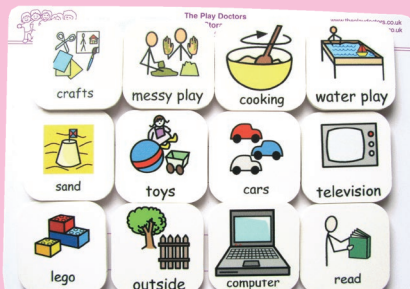 The Play Doctors
crafts
messy play
cooking
water play
sand
toys
cars
television
lego
outside
computer
read